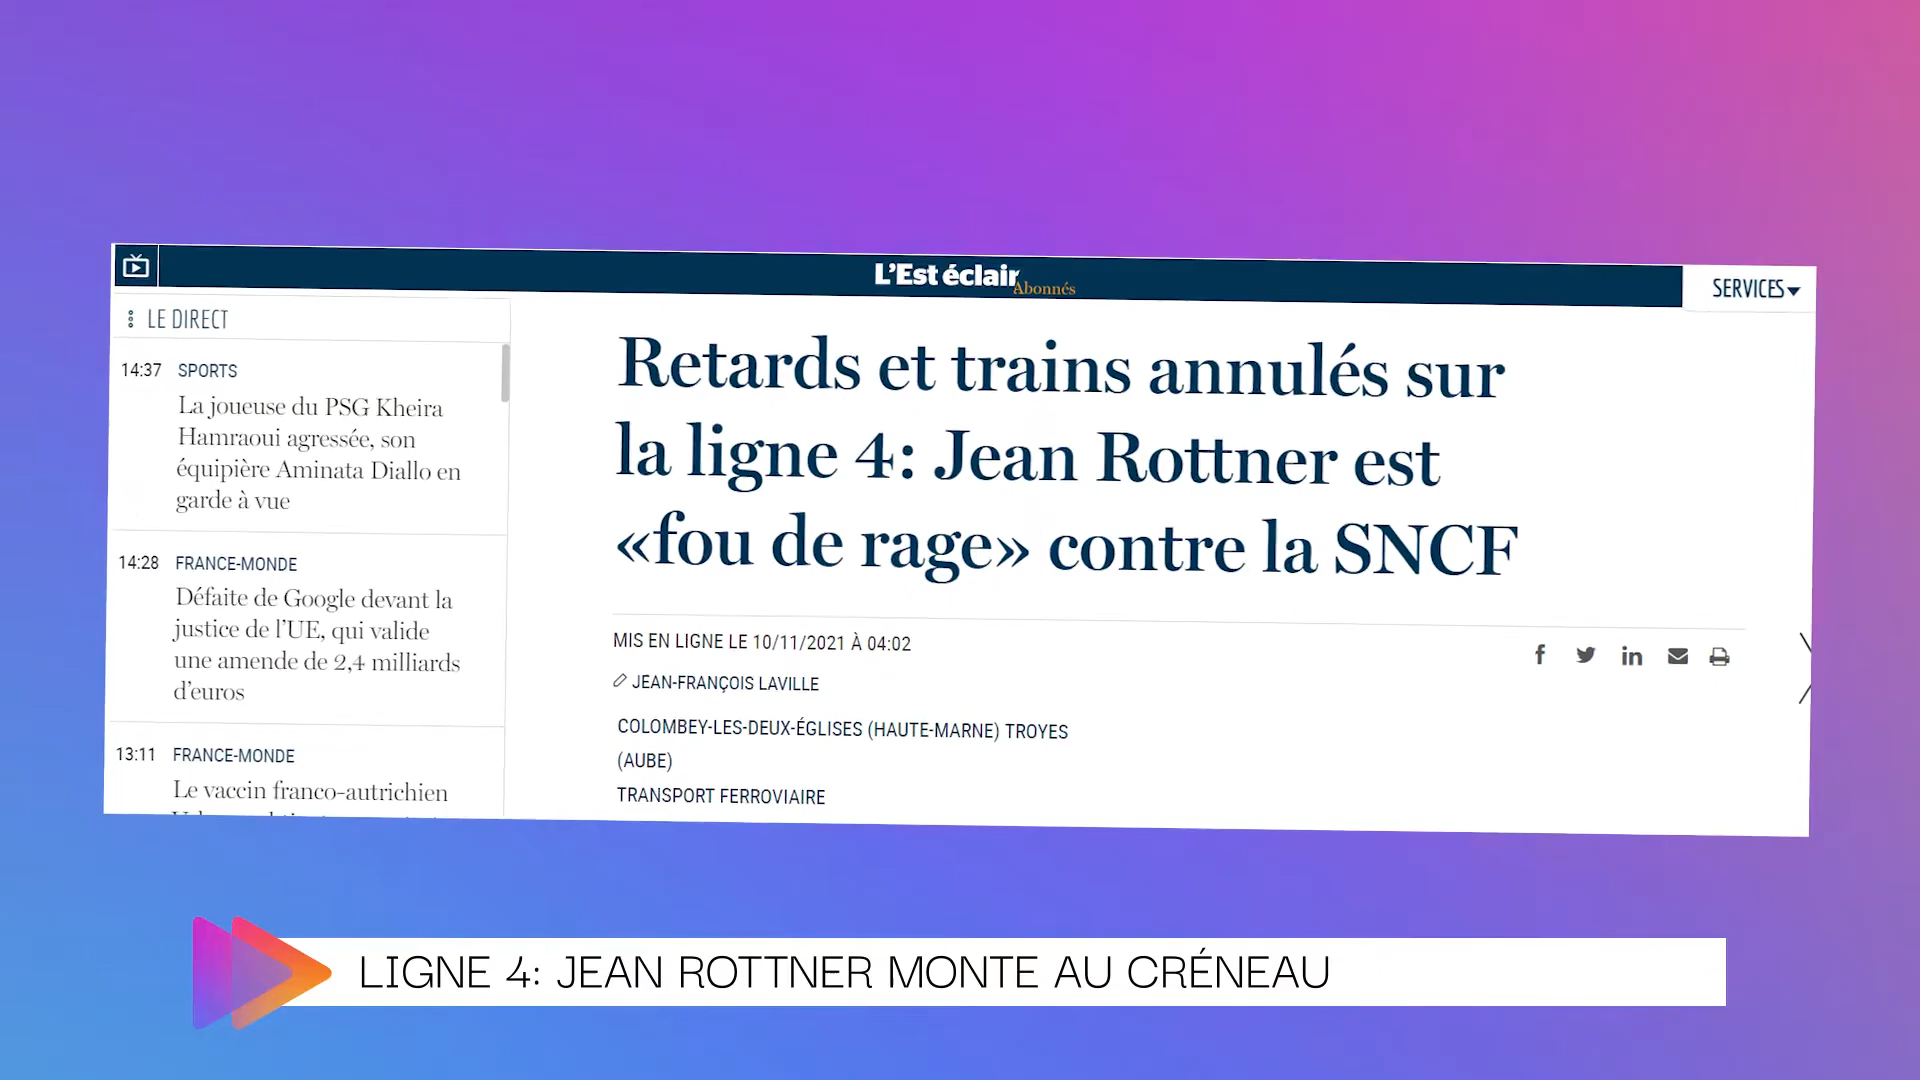 L'Est éclair
Abonnés
SERVICES
LE DIRECT
14:37 SPORTS
La joueuse du PSG Kheira
Hamraoui agressée, son
équipière Aminata Diallo en
garde à vue
14:28 FRANCE-MONDE
Défaite de Google devant la
justice de l'UE, qui valide
une amende de 2,4 milliards
d'euros
13:11 FRANCE-MONDE
Le vaccin franco-autrichien
Retards et trains annulés sur
la ligne 4: Jean Rottner est
«fou de rage» contre la SNCF
MIS EN LIGNE LE 10/11/2021 À 04:02
JEAN-FRANÇOIS LAVILLE
COLOMBEY-LES-DEUX-ÉGLISES (HAUTE-MARNE) TROYES
(AUBE)
TRANSPORT FERROVIAIRE
LIGNE 4: JEAN ROTTNER MONTE AU CRÉNEAU